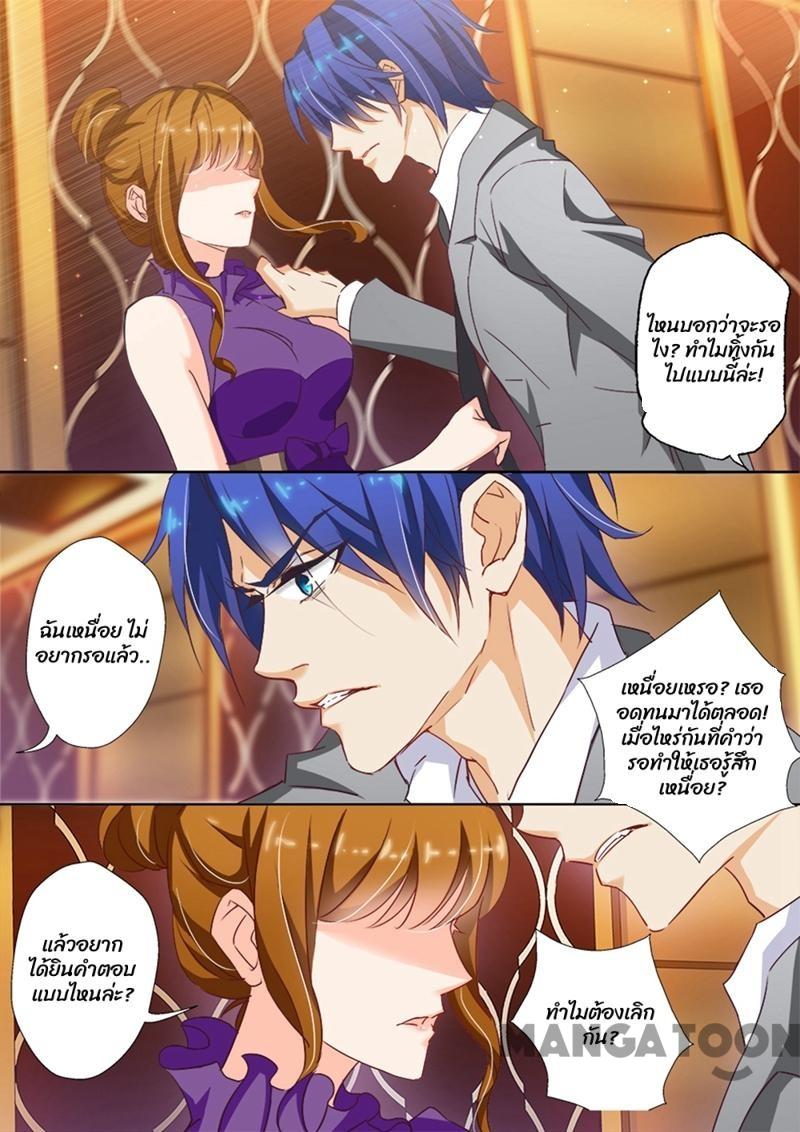 ไหนบอกว่าจะรอ
ไง? ทำไมทิ้งกัน
ไปแบบนี้ล่ะ!
ฉันเหนื่อย ไม่
อยากรอแล้ว..
เหนื่อยเหรอ? เธอ
อดทนมาได้ตลอด!
เมื่อไหร่กันที่คำว่า
รอทำให้เธอรู้สึก
เหนื่อย?
แล้วอยาก
ได้ยินคำตอบ
แบบไหนล่ะ?
ทำไมต้องเลิก
กัน?
MANGATOON